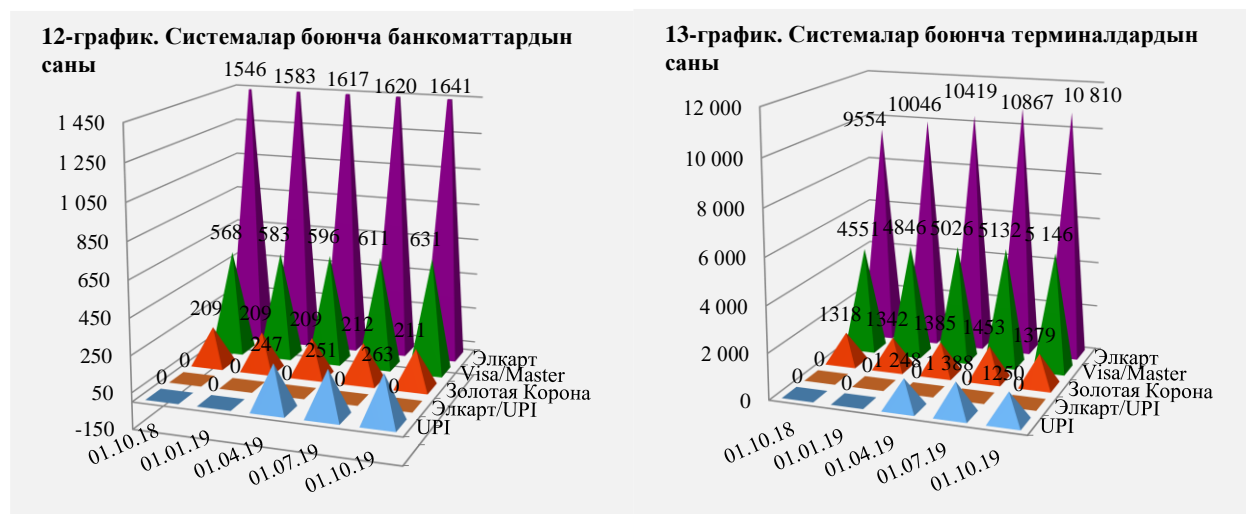 12-график. Системалар боюнча банкоматтардын
саны
1546 1583 1617 1620 1641
1 450
1 250
1 050
850
650
450
250
50
-150
568 583 596 611 631
209 209 209 212 211
0 0 0 0 0
0 0 247 251 263
Элкарт
Visa/Master
Золотая Корона
Элкарт/UPI
UPI
01.10.18 01.01.19 01.04.19 01.07.19 01.10.19
13-график. Системалар боюнча терминалдардын
саны
9554 10046 10419 10867 10 810
12 000
10 000
8 000
6 000
4 000
2 000
0
4551 4846 5026 5132 5 146
1318 1342 1385 1453 1379
0 0 0 0 0
0 0 1 248 1 388 1250
Элкарт
Visa/Master
Золотая Корона
Элкарт/UPI
UPI
01.10.18 01.01.19 01.04.19 01.07.19 01.10.19